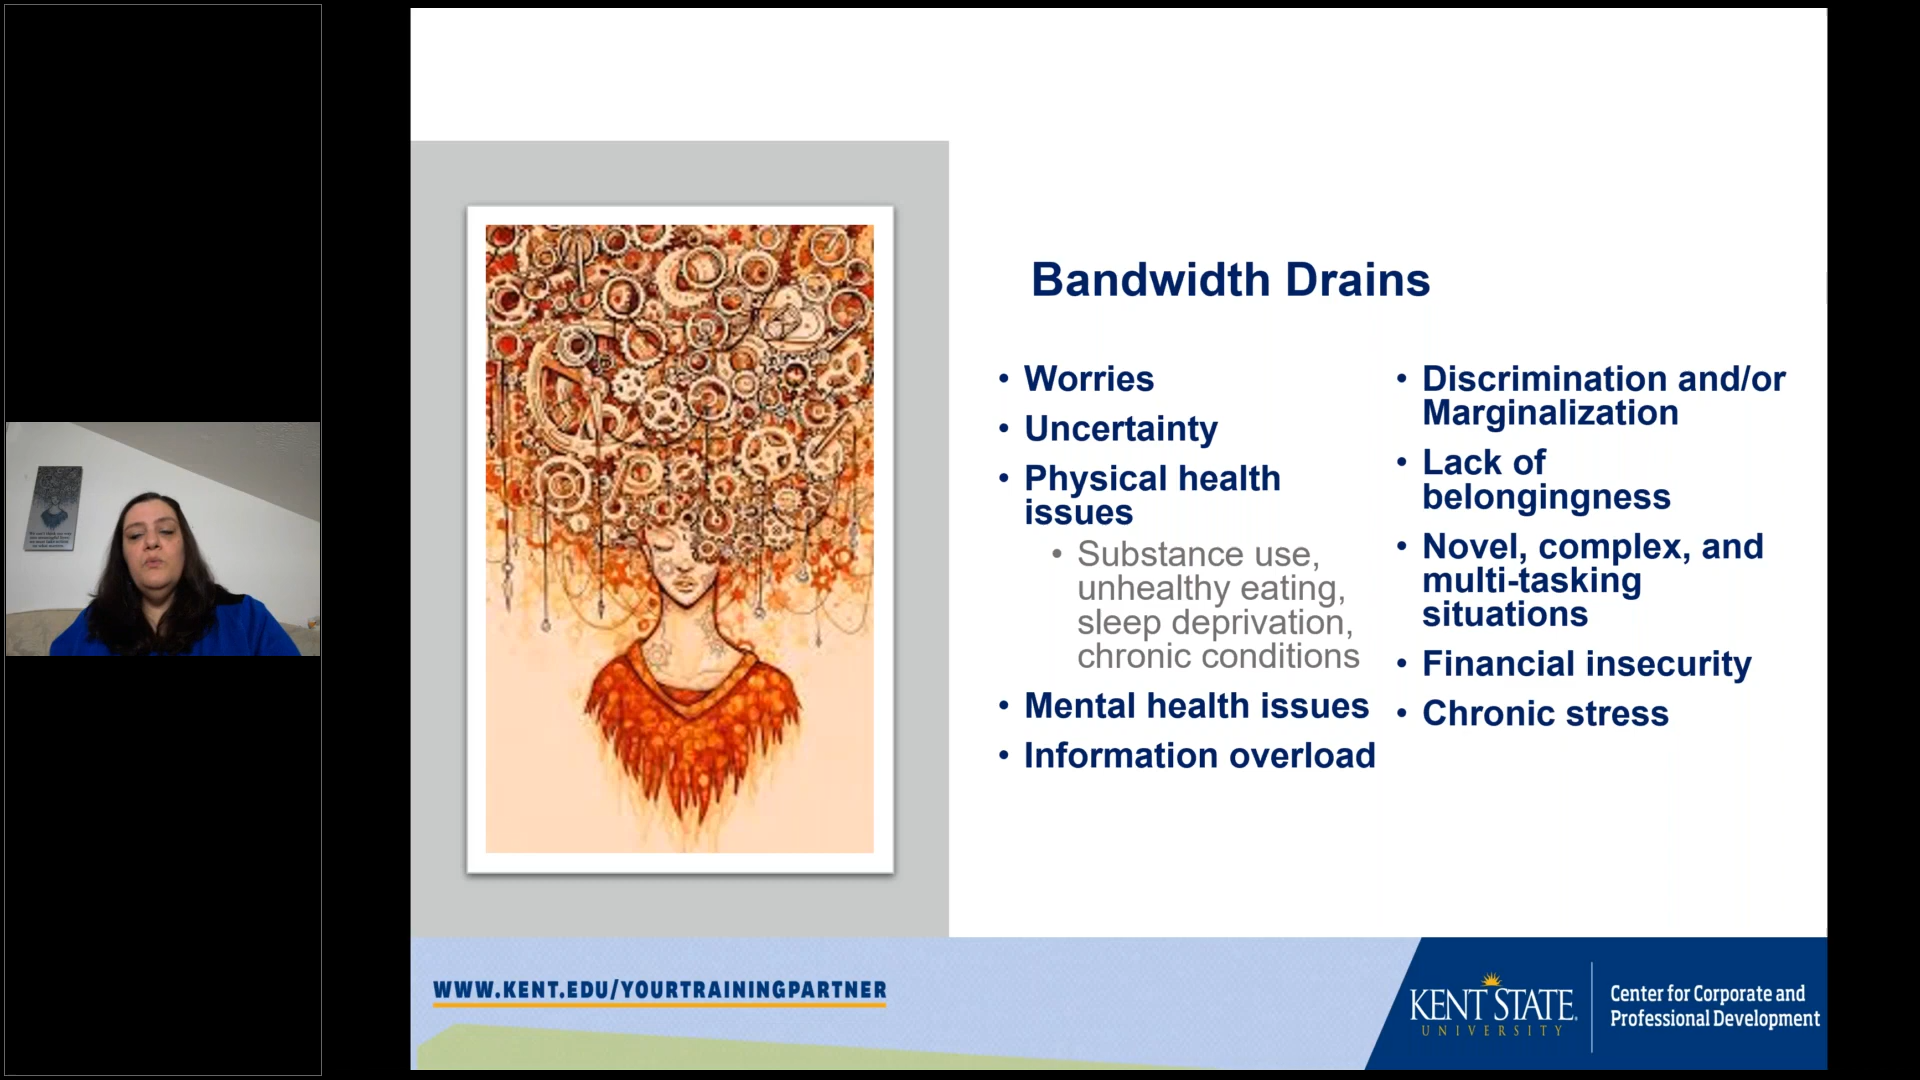 Bandwidth Drains
• Worries
• Uncertainty
• Physical health
issues
• Substance use,
unhealthy eating,
sleep deprivation,
chronic conditions
• Mental health issues
• Information overload
• Discrimination and/or
Marginalization
• Lack of
belongingness
• Novel, complex, and
multi-tasking
situations
• Financial insecurity
• Chronic stress
WWW.KENT.EDU/YOURTRAININGPARTNER
KENT STATE
UNIVERSITY
Center for Corporate and
Professional Development